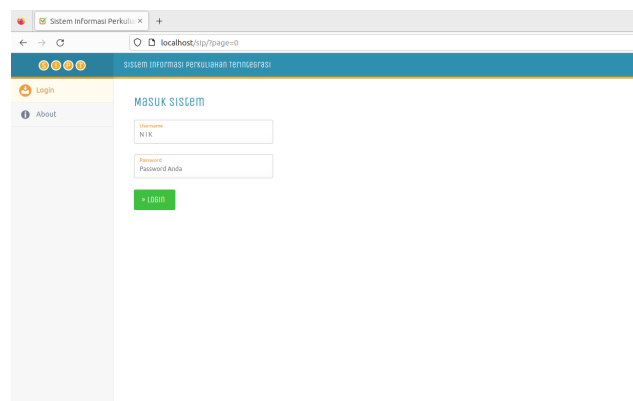 Sistem Informasi Perkulia
localhost/sip/?page=0
Sistem Informasi Perkuliahan Terintegrasi
Login
About
Masuk Sistem
Username
NIK
Password
Password Anda
» LOGIN